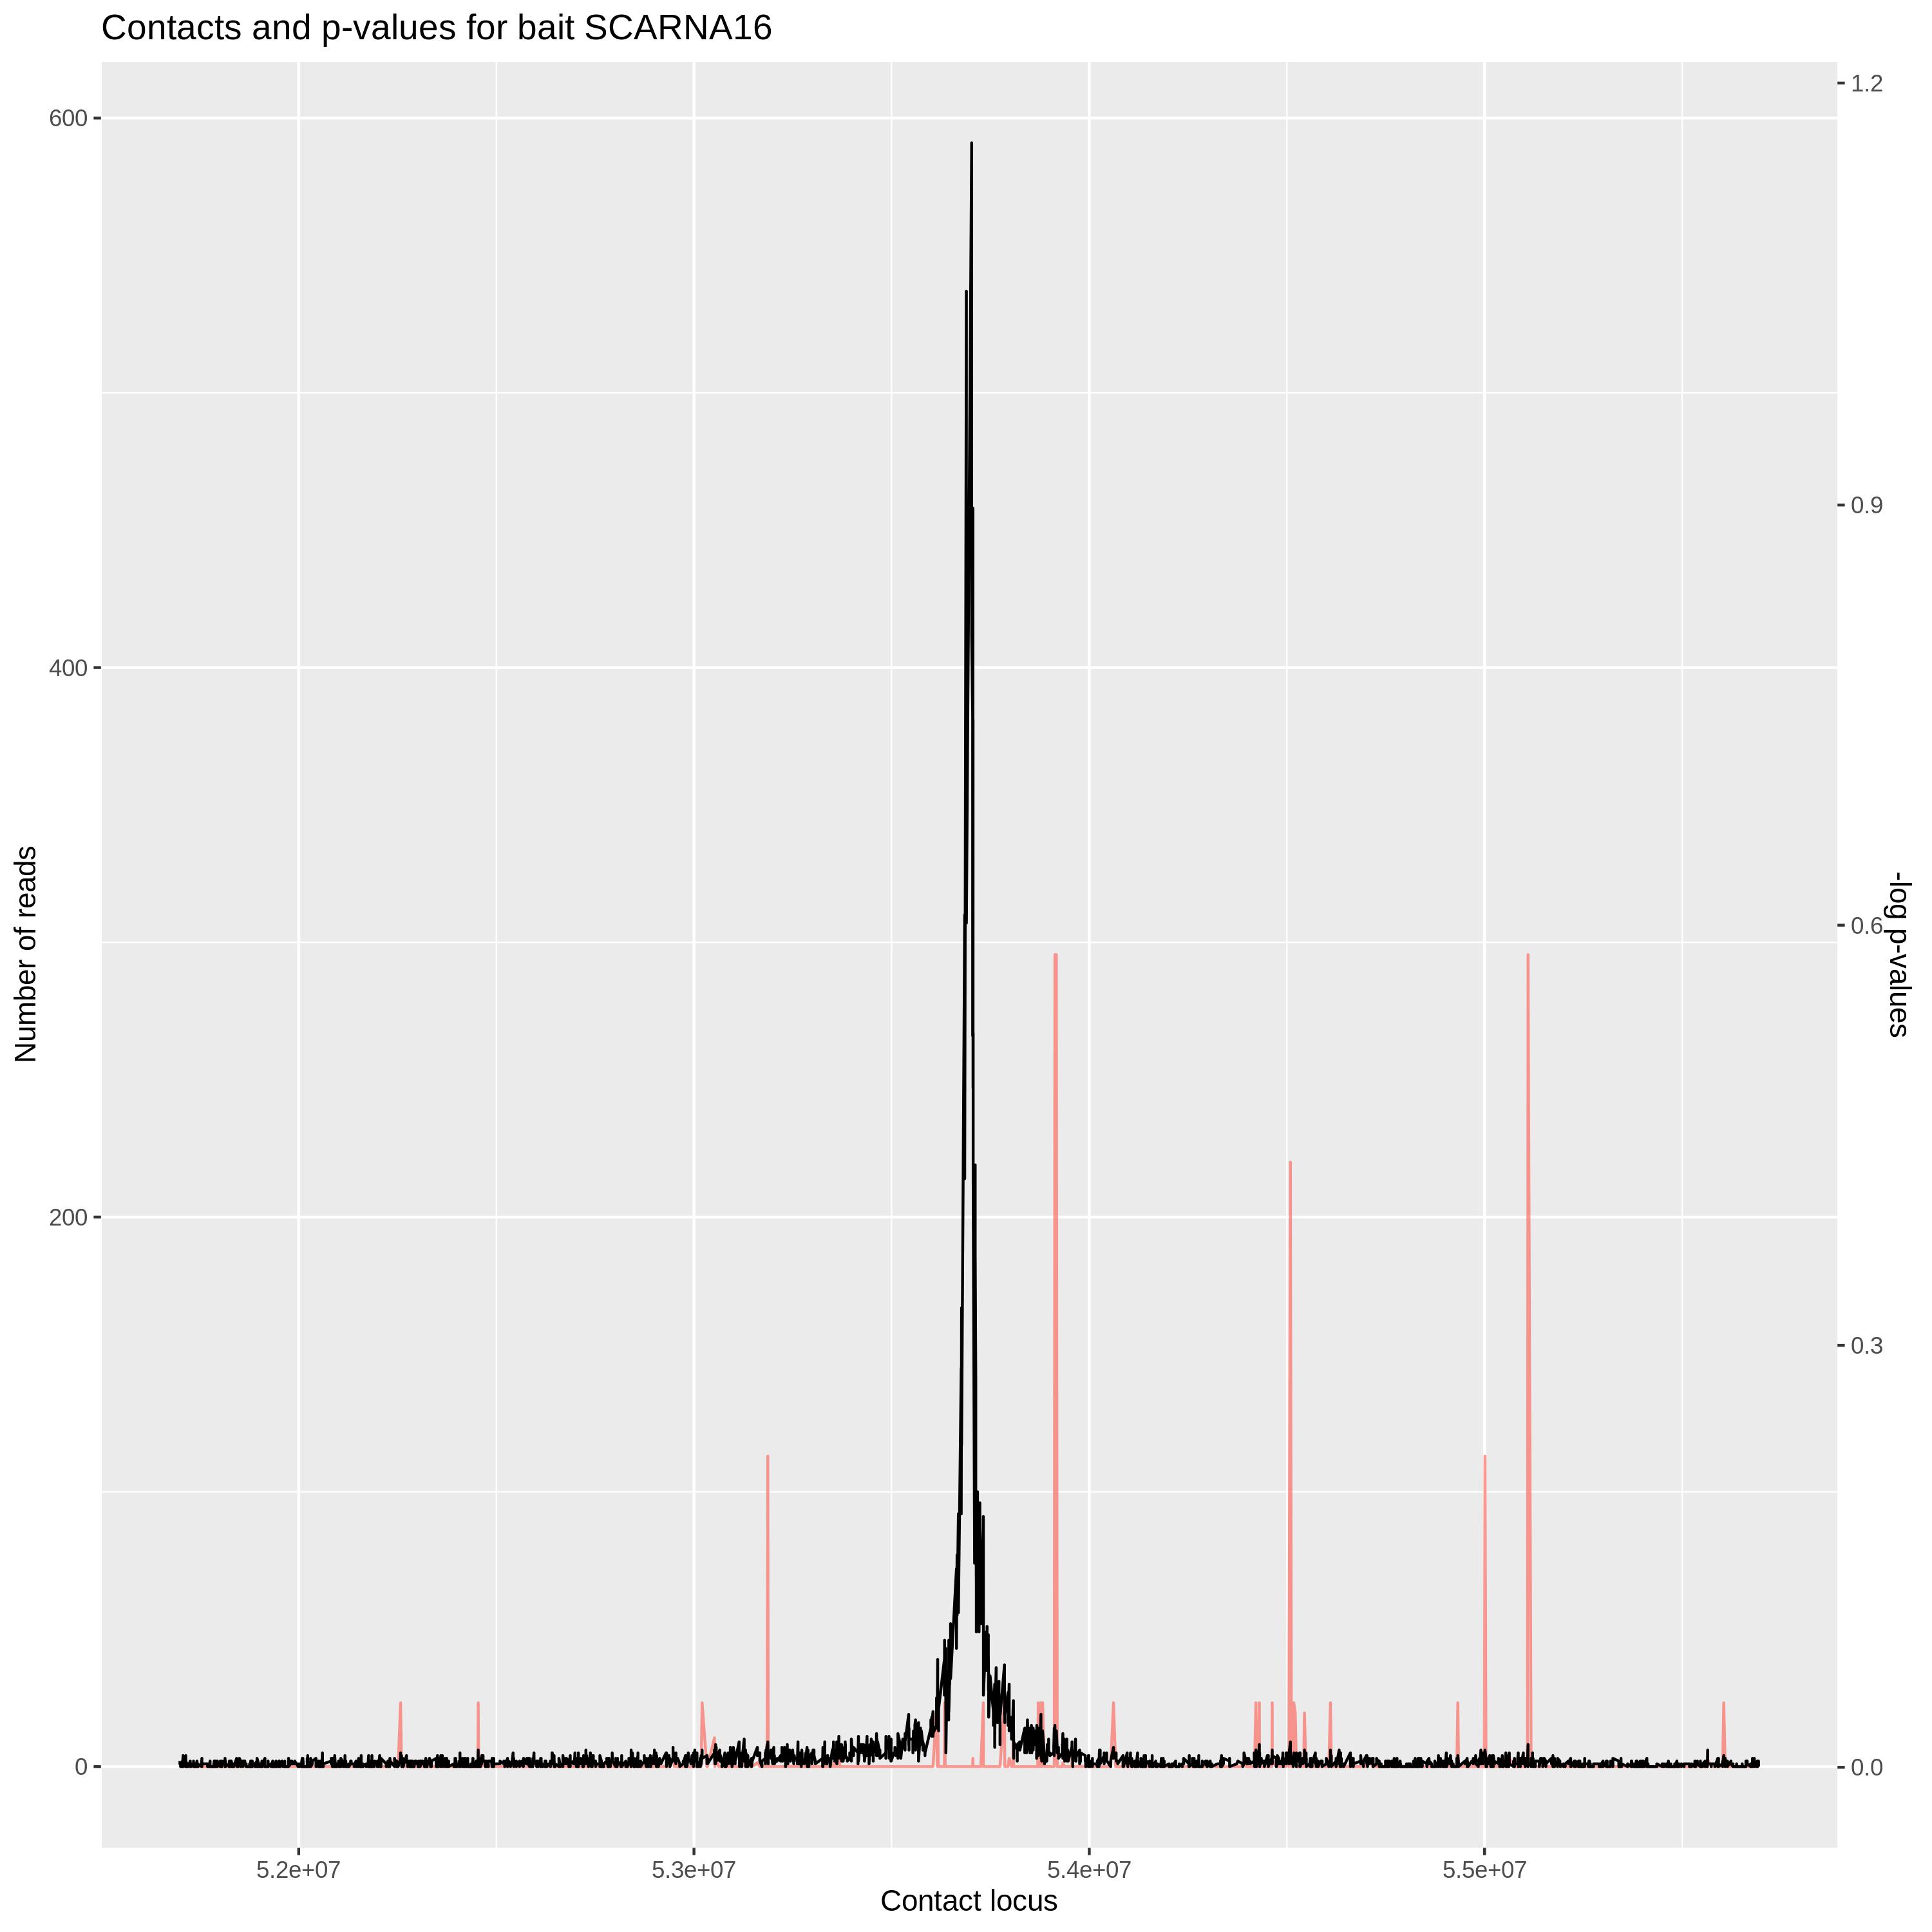 Contacts and p-values for bait SCARNA16
600
400
200
0
Number of reads
1.2
0.9
0.6
0.3
0.0
-log p-values
5.2e+07
5.3e+07
5.4e+07
5.5e+07
Contact locus